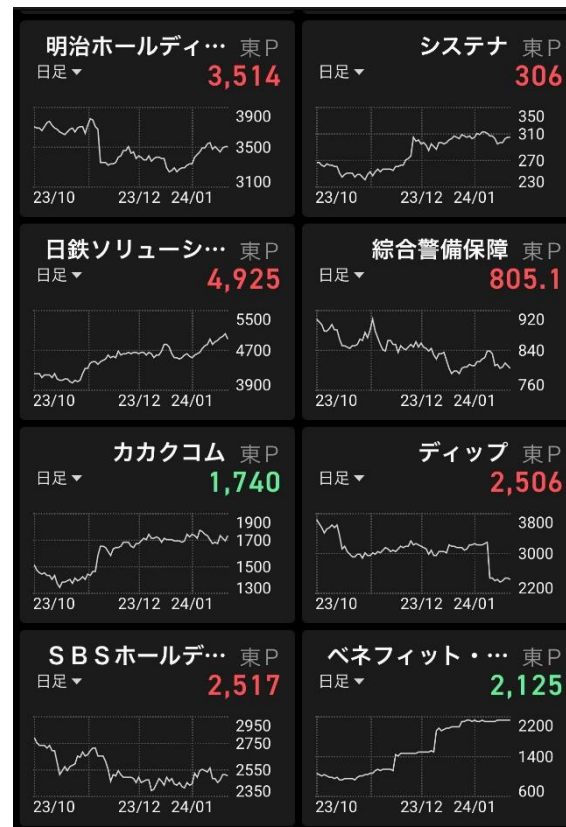 明治ホールディ… 東P
日足▼
3,514
3900
3500
3100
23/10 23/12 24/01
システナ 東P
日足▼
306
350
310
270
230
23/10 23/12 24/01
日鉄ソリューシ… 東P
日足▼
4,925
5500
4700
3900
23/10 23/12 24/01
綜合警備保障 東P
日足▼
805.1
920
840
760
23/10 23/12 24/01
カカクコム 東P
日足▼
1,740
1900
1700
1500
1300
23/10 23/12 24/01
ディップ 東P
日足▼
2,506
3800
3000
2200
23/10 23/12 24/01
ＳＢＳホールデ… 東P
日足▼
2,517
2950
2750
2550
2350
23/10 23/12 24/01
ベネフィット・… 東P
日足▼
2,125
2200
1400
600
23/10 23/12 24/01